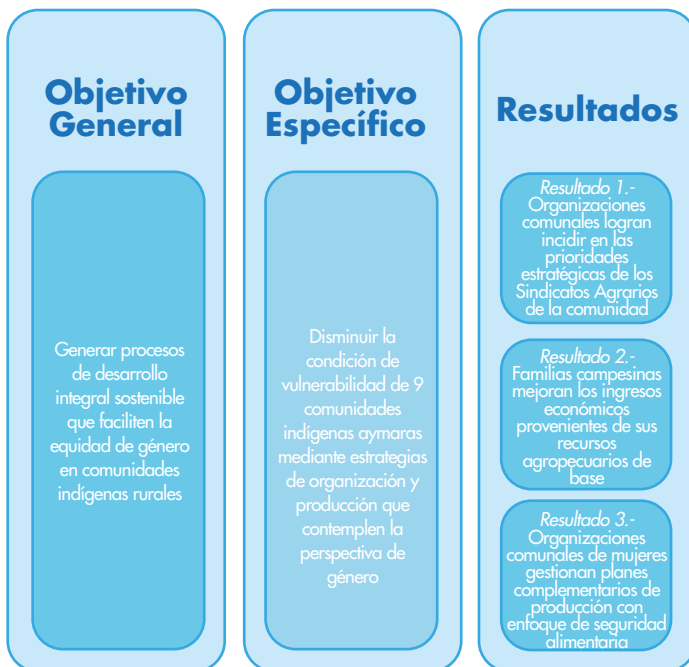 Objetivo
General
Generar procesos
de desarrollo
integral sostenible
que faciliten la
equidad de género
en comunidades
indígenas rurales
Objetivo
Específico
Disminuir la
condición de
vulnerabilidad de 9
comunidades
indígenas aymaras
mediante estrategias
de organización y
producción que
contemplen la
perspectiva de
género
Resultados
Resultado 1.-
Organizaciones
comunales logran
incidir en las
prioridades
estratégicas de los
Sindicatos Agrarios
de la comunidad
Resultado 2.-
Familias campesinas
mejoran los ingresos
económicos
provenientes de sus
recursos
agropecuarios de
base
Resultado 3.-
Organizaciones
comunales de mujeres
gestionan planes
complementarios de
producción con
enfoque de seguridad
alimentaria